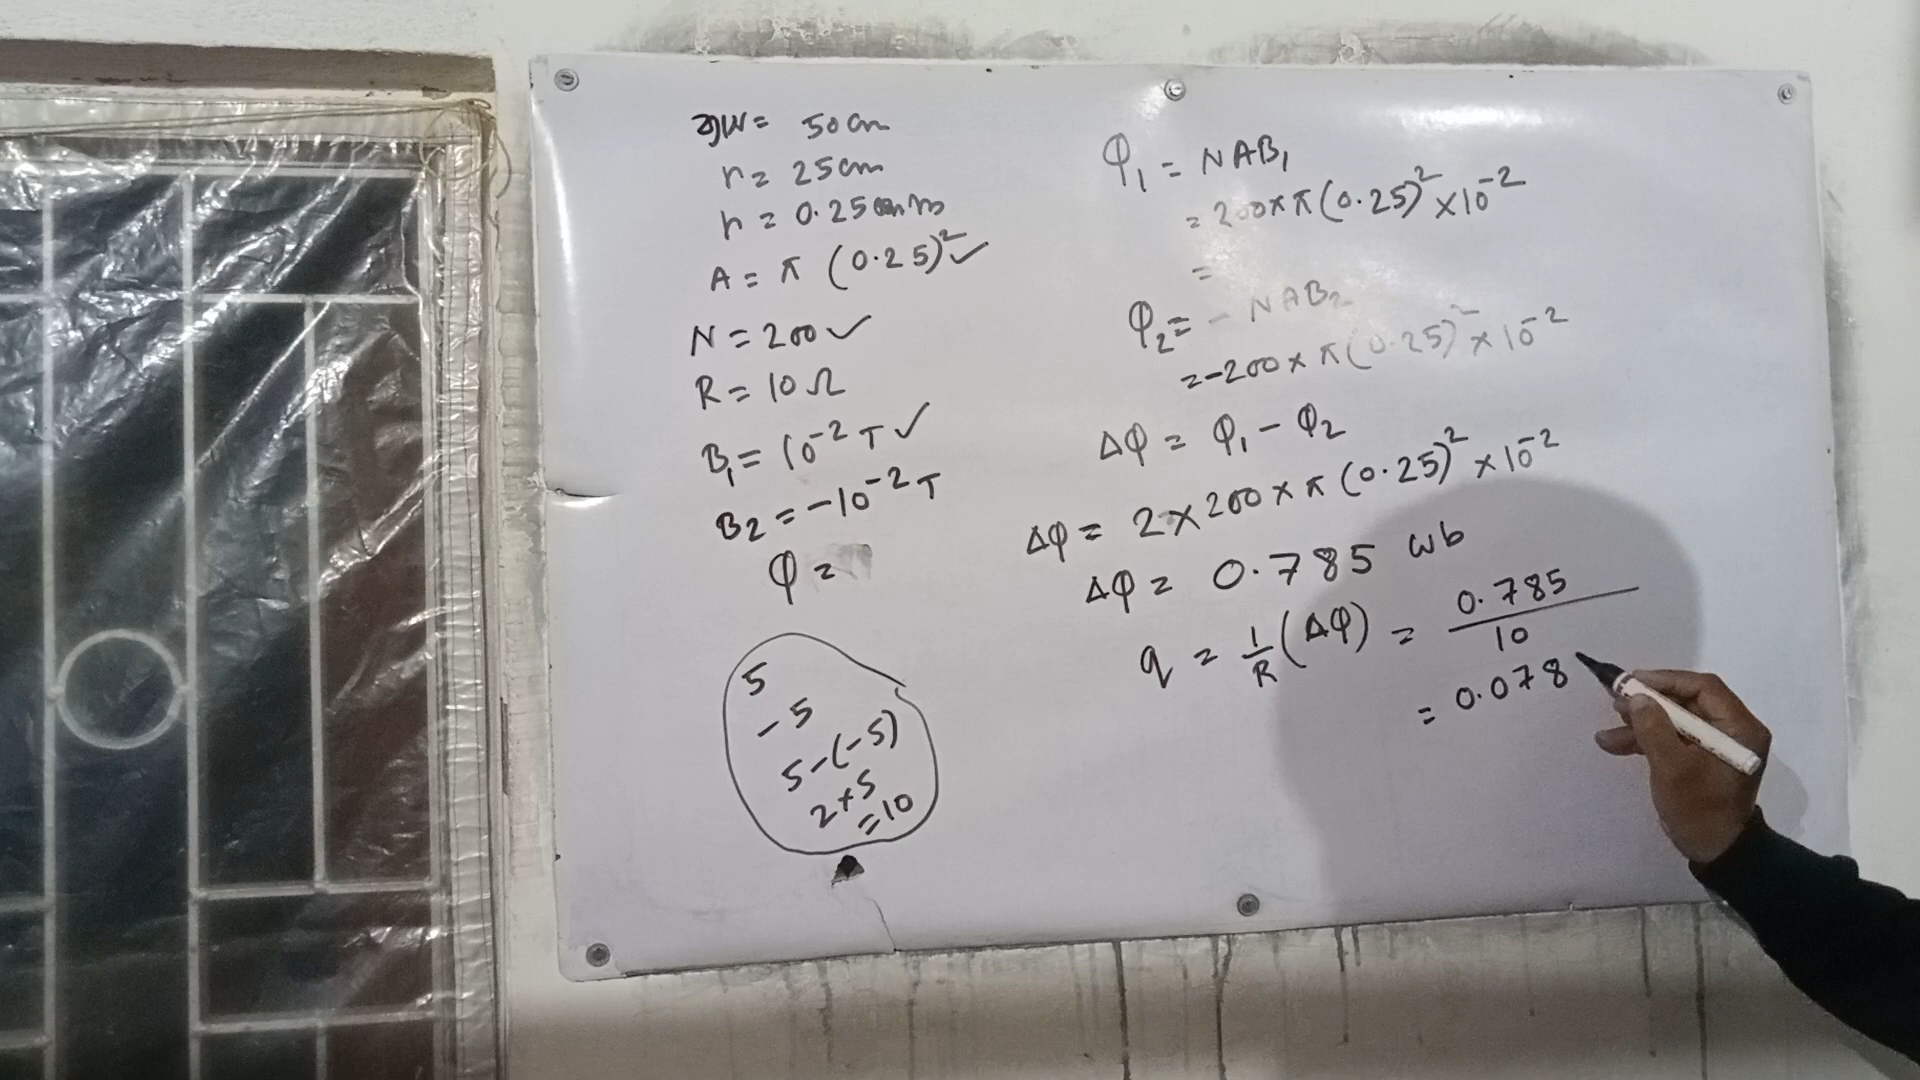 ব্যাস = 50 cm
r = 25 cm
r = 0.25 m
A = π (0.25)² ✓
N = 200 ✓
R = 10 Ω
B₁ = 10⁻² T ✓
B₂ = -10⁻² T
φ =
5
-5
5-(-5)
2+5
=10
φ₁ = NAB₁
= 200 x π (0.25)² x 10⁻²
=
φ₂ = - NAB₂
= -200 x π (0.25)² x 10⁻²
Δφ = φ₁ - φ₂
Δφ = 2 x 200 x π (0.25)² x 10⁻²
Δφ = 0.785 wb
q = 1/R (Δφ) = 0.785/10
= 0.078